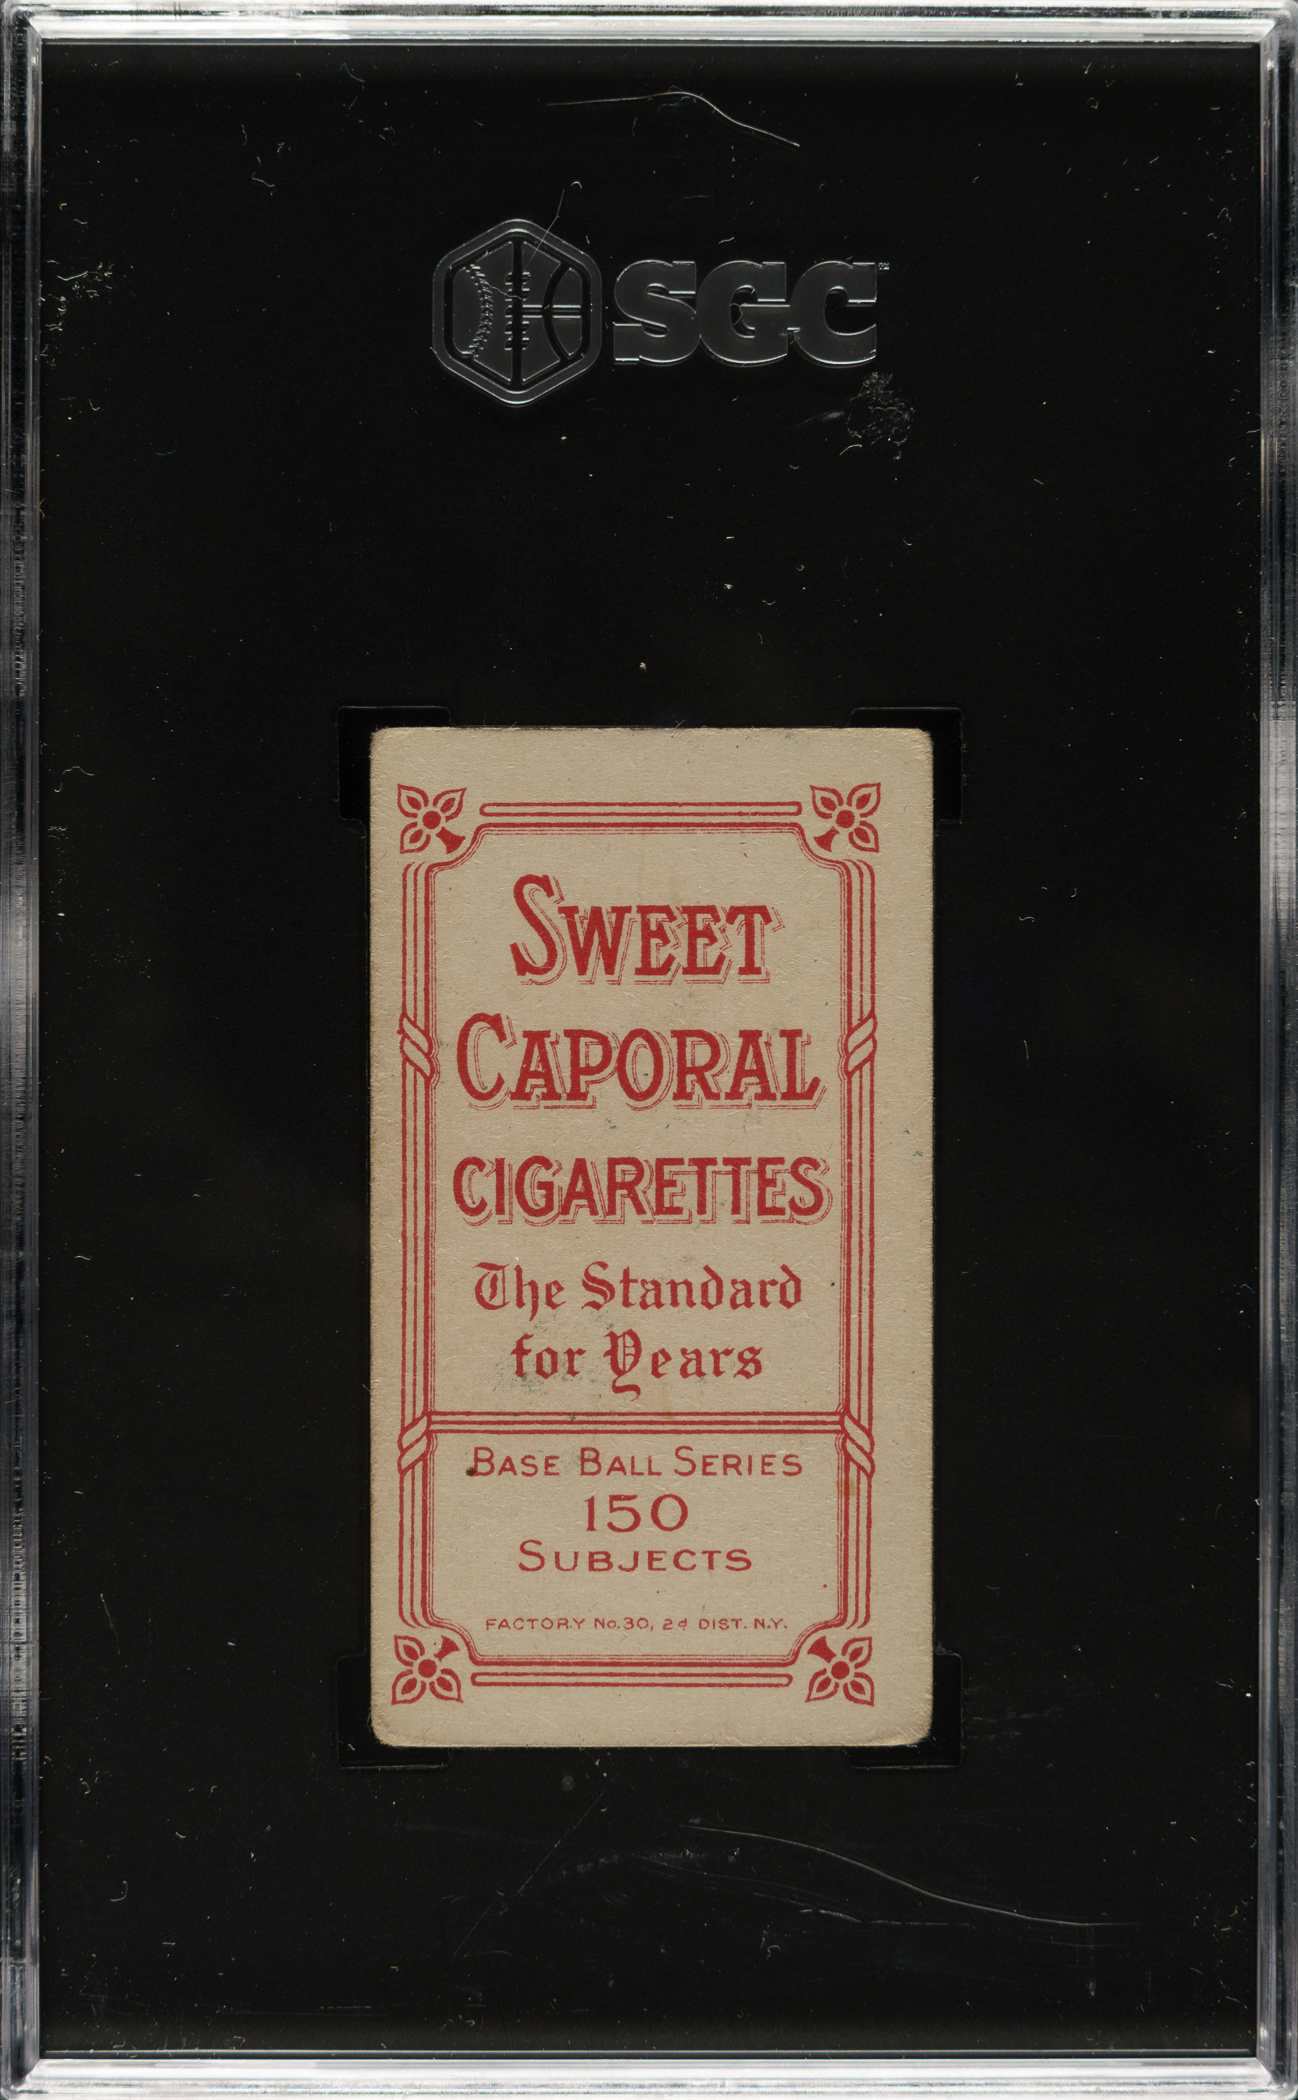 SGC
SWEET
CAPORAL
CIGARETTES
The Standard
for Years
BASE BALL SERIES
150
SUBJECTS
FACTORY No. 30, 2d DIST. N.Y.